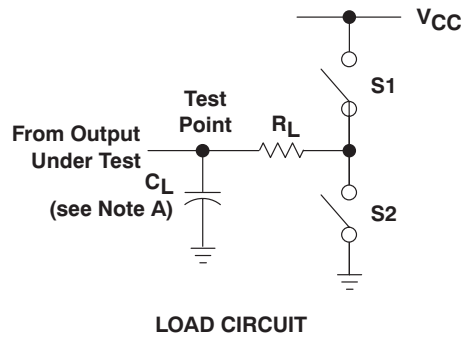 VCC
S1
Test
Point
RL
From Output
Under Test
CL
(see Note A)
S2
LOAD CIRCUIT